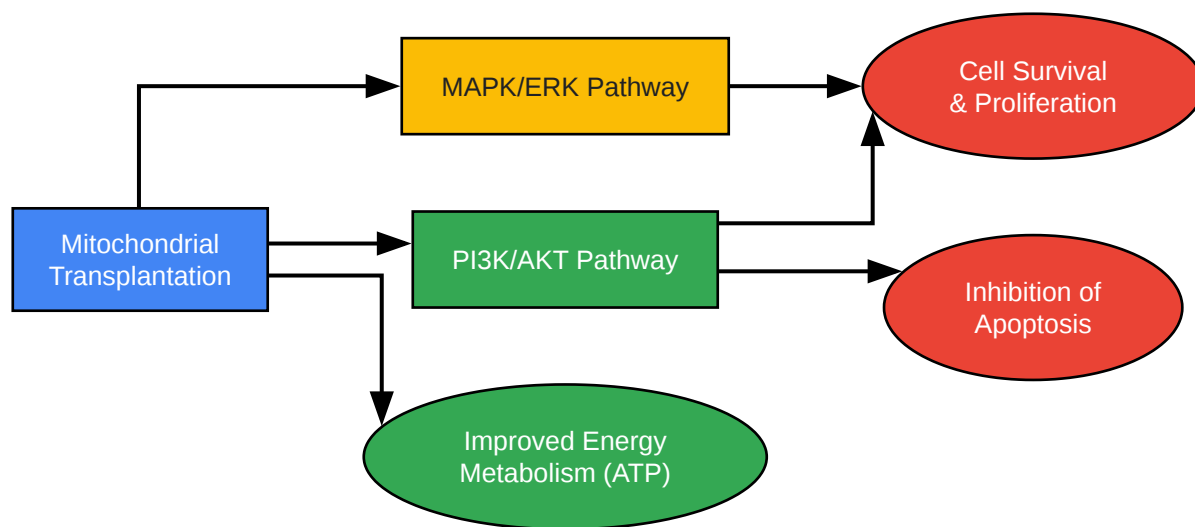 MAPK/ERK Pathway
Cell Survival
& Proliferation
Mitochondrial
Transplantation
PI3K/AKT Pathway
Inhibition of
Apoptosis
Improved Energy
Metabolism (ATP)